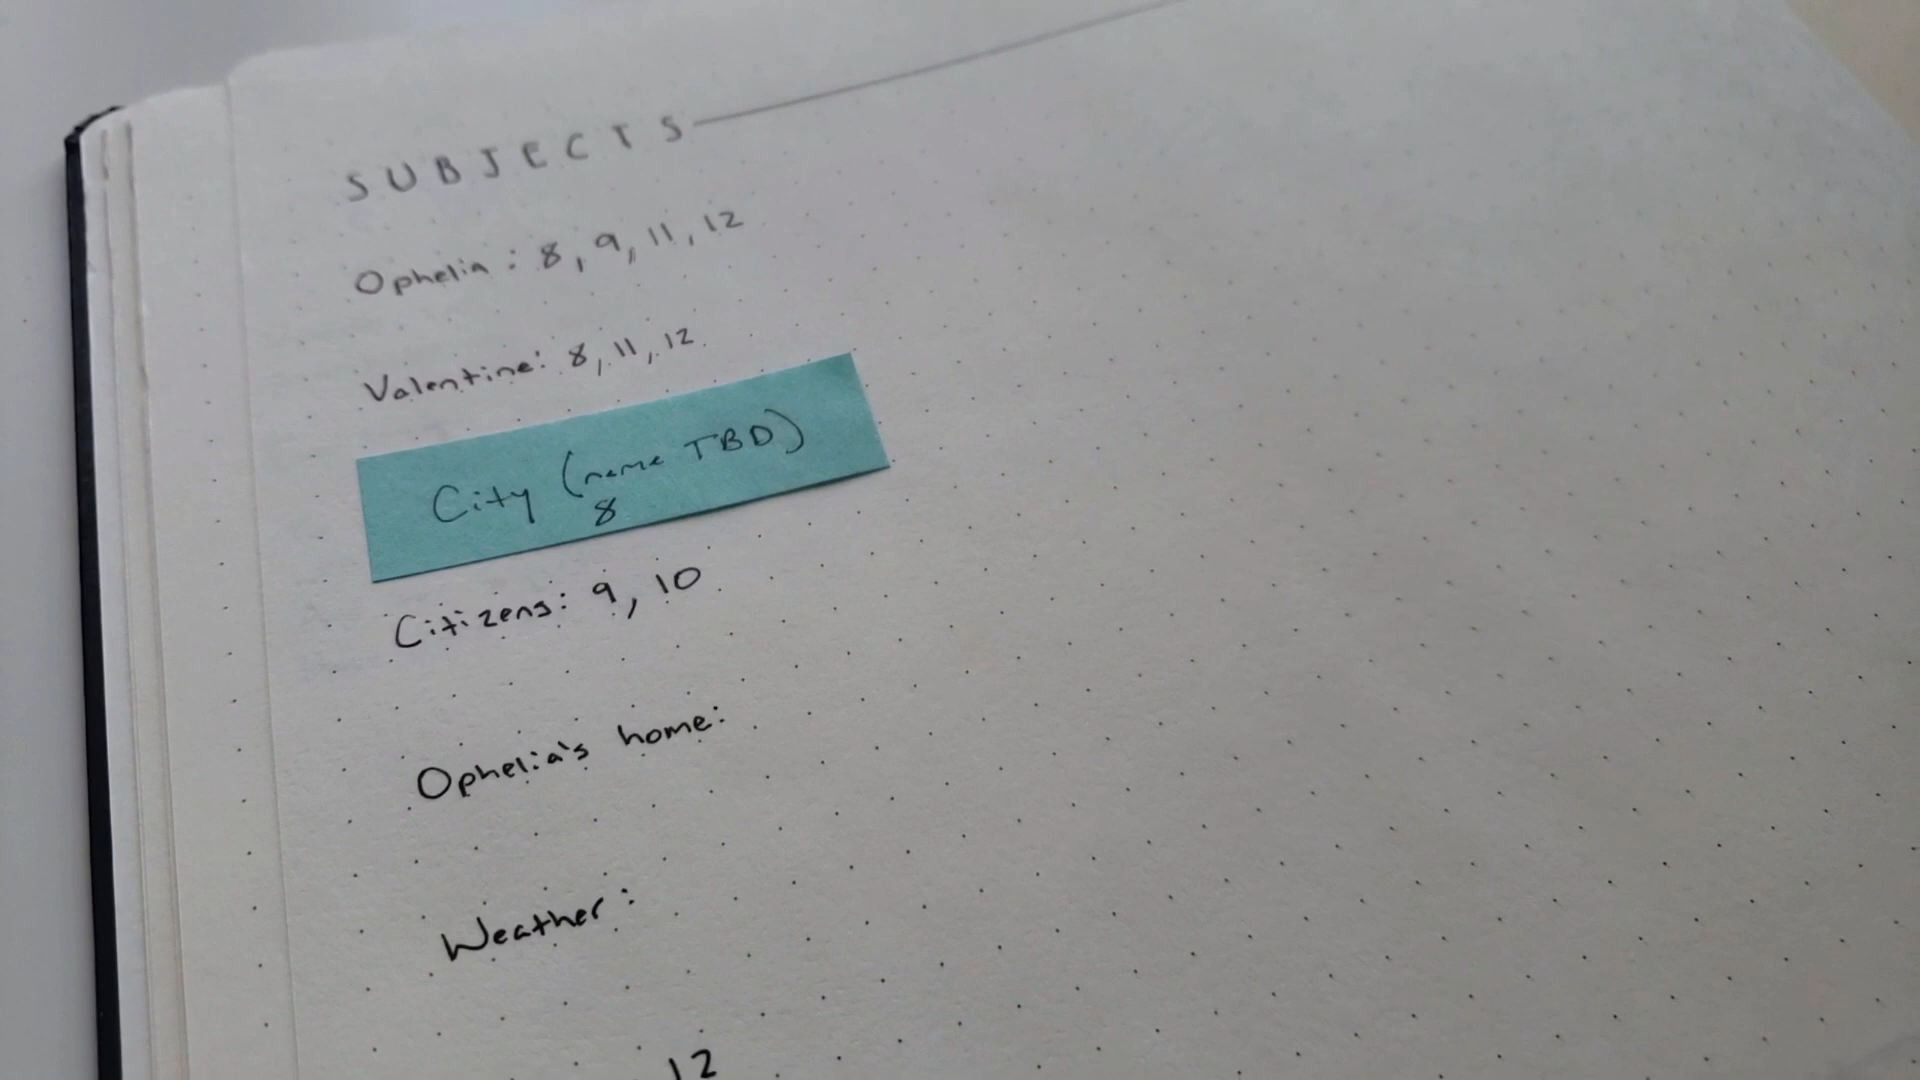 SUBJECTS
Ophelia: 8, 9, 11, 12
Valentine: 8, 11, 12
City (name TBD)
8
Citizens: 9, 10
Ophelia's home:
Weather:
12